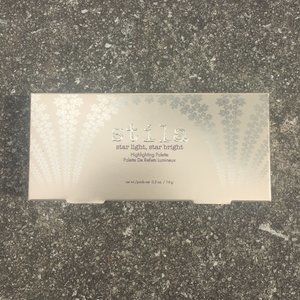 stila
star light, star bright
Highlighting Palette
Palette De Reflets Lumineux